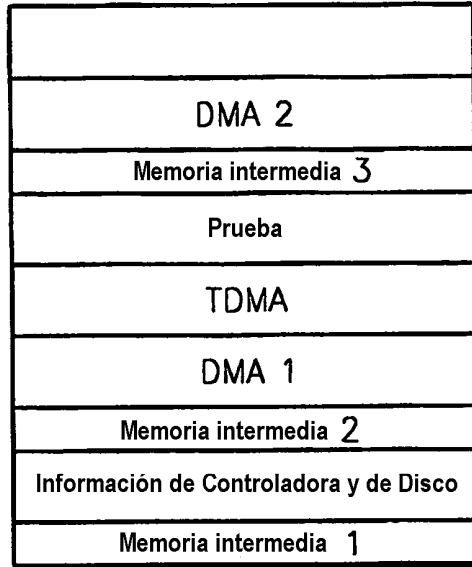 DMA 2
Memoria intermedia 3
Prueba
TDMA
DMA 1
Memoria intermedia 2
Información de Controladora y de Disco
Memoria intermedia 1